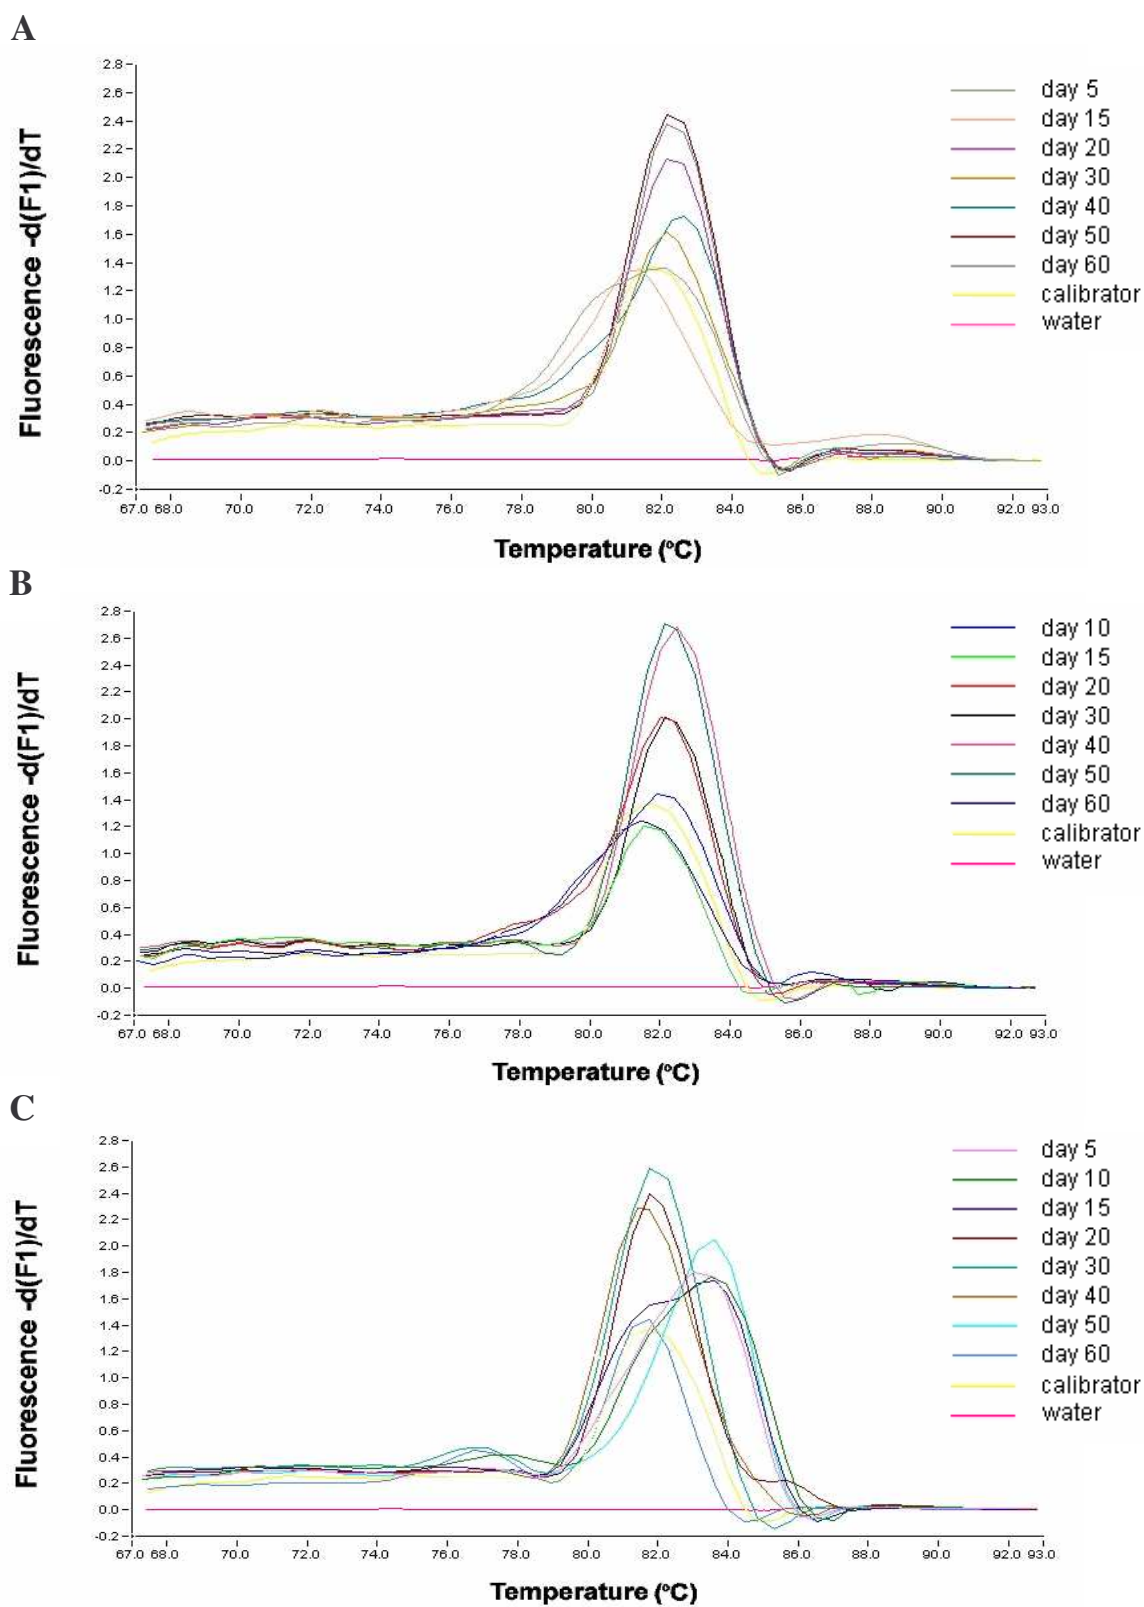 A
Fluorescence -d(F1)/dT
2.8
2.6
2.4
2.2
2.0
1.8
1.6
1.4
1.2
1.0
0.8
0.6
0.4
0.2
0.0
-0.2
67.0 68.0 70.0 72.0 74.0 76.0 78.0 80.0 82.0 84.0 86.0 88.0 90.0 92.0 93.0
Temperature (ºC)
day 5
day 15
day 20
day 30
day 40
day 50
day 60
calibrator
water
B
Fluorescence -d(F1)/dT
2.8
2.6
2.4
2.2
2.0
1.8
1.6
1.4
1.2
1.0
0.8
0.6
0.4
0.2
0.0
-0.2
67.0 68.0 70.0 72.0 74.0 76.0 78.0 80.0 82.0 84.0 86.0 88.0 90.0 92.0 93.0
Temperature (ºC)
day 10
day 15
day 20
day 30
day 40
day 50
day 60
calibrator
water
C
Fluorescence -d(F1)/dT
2.8
2.6
2.4
2.2
2.0
1.8
1.6
1.4
1.2
1.0
0.8
0.6
0.4
0.2
0.0
-0.2
67.0 68.0 70.0 72.0 74.0 76.0 78.0 80.0 82.0 84.0 86.0 88.0 90.0 92.0 93.0
Temperature (ºC)
day 5
day 10
day 15
day 20
day 30
day 40
day 50
day 60
calibrator
water